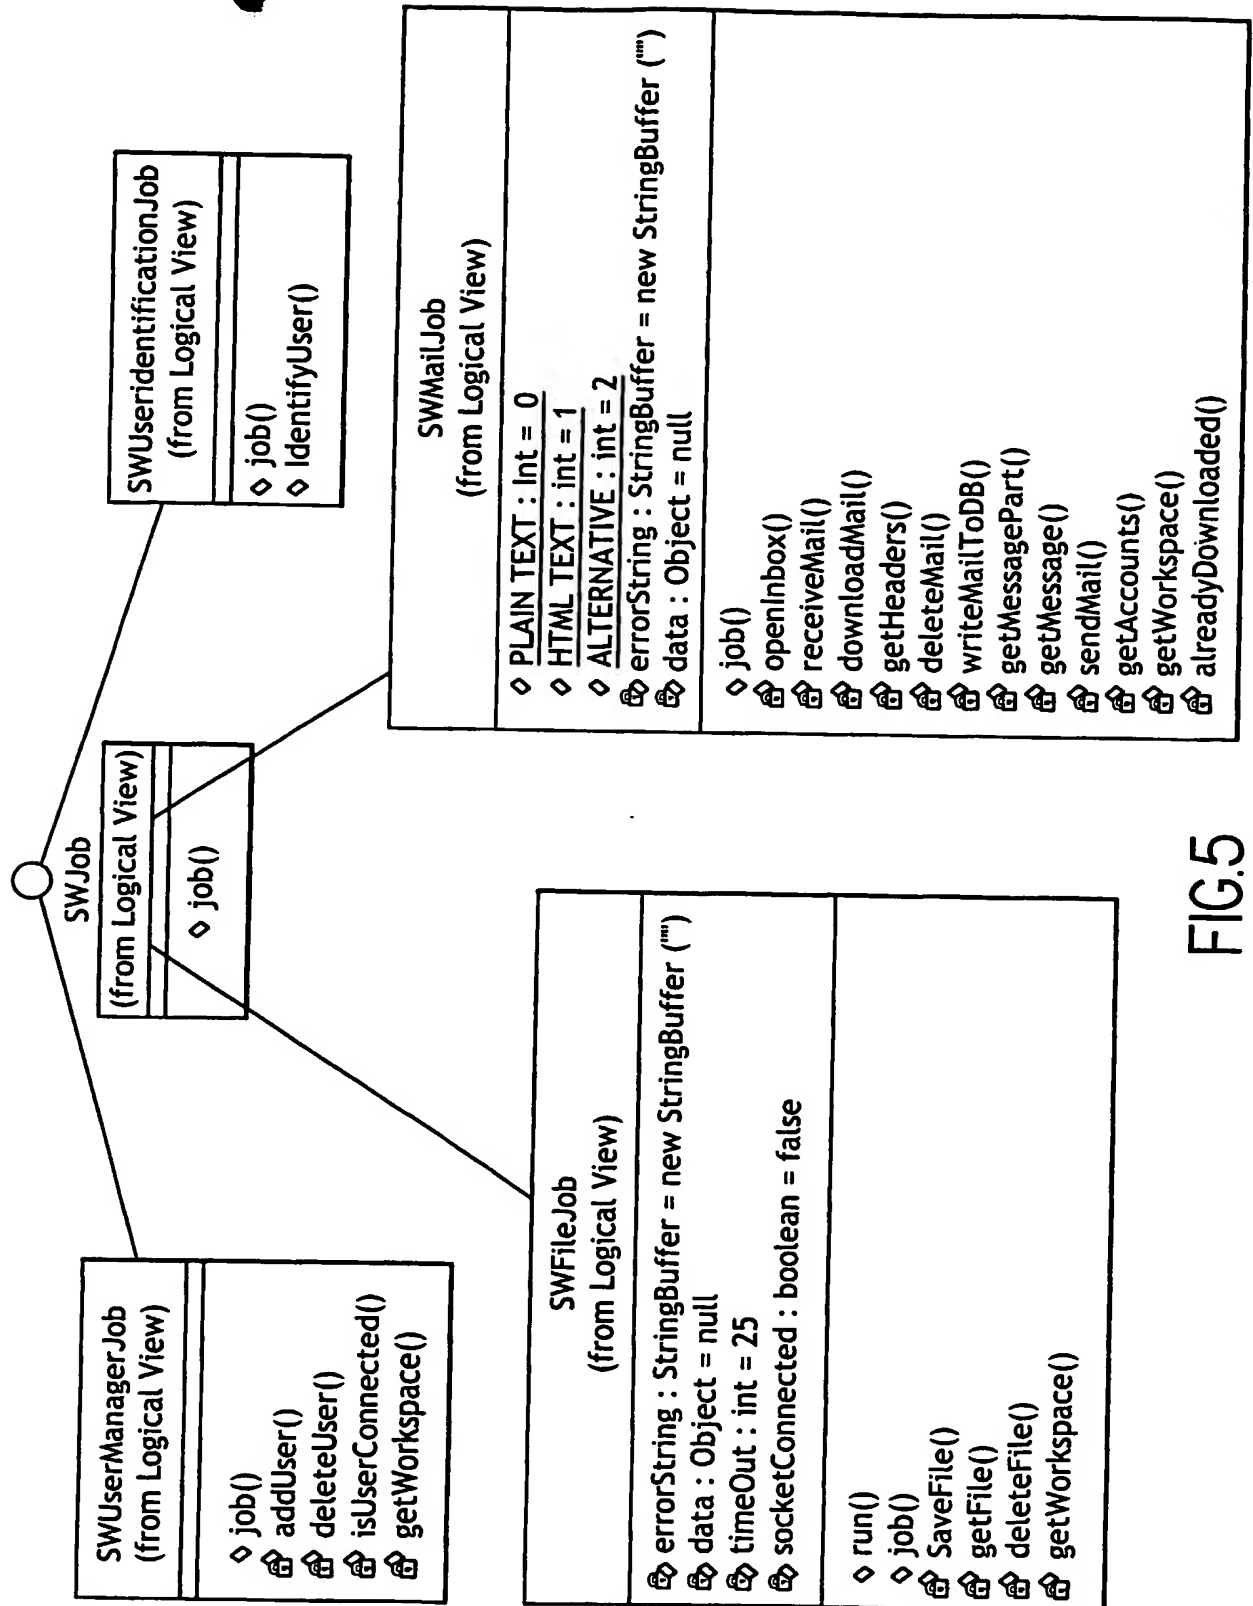 SWJob
(from Logical View)
job()
SWUserManagerJob
(from Logical View)
job()
addUser()
deleteUser()
isUserConnected()
getWorkspace()
SWUseridentificationJob
(from Logical View)
job()
IdentifyUser()
SWFileJob
(from Logical View)
errorString : StringBuffer = new StringBuffer ("")
data : Object = null
timeOut : int = 25
socketConnected : boolean = false
run()
job()
SaveFile()
getFile()
deleteFile()
getWorkspace()
SWMailJob
(from Logical View)
PLAIN TEXT : Int = 0
HTML TEXT : int = 1
ALTERNATIVE : int = 2
errorString : StringBuffer = new StringBuffer ("")
data : Object = null
job()
openInbox()
receiveMail()
downloadMail()
getHeaders()
deleteMail()
writeMailToDB()
getMessagePart()
getMessage()
sendMail()
getAccounts()
getWorkspace()
alreadyDownloaded()
FIG.5